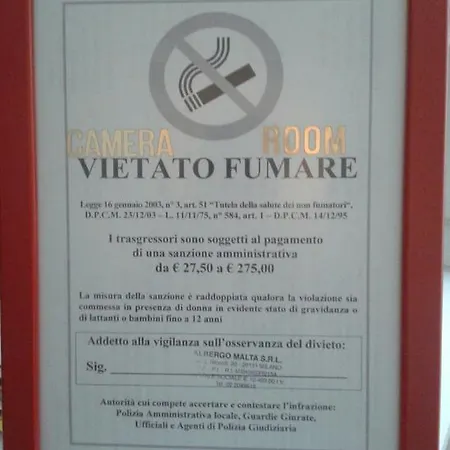 CAMERA ROOM
VIETATO FUMARE
Legge 16 gennaio 2003, n° 3, art. 51 "Tutela della salute dei non fumatori",
D.P.C.M. 23/12/03 – L. 11/11/75, n° 584, art. 1 – D.P.C.M. 14/12/95
I trasgressori sono soggetti al pagamento
di una sanzione amministrativa
da € 27,50 a € 275,00
La misura della sanzione è raddoppiata qualora la violazione sia
commessa in presenza di donna in evidente stato di gravidanza o
di lattanti o bambini fino a 12 anni
Addetto alla vigilanza sull'osservanza del divieto:
ALBERGO MALTA S.R.L.
MILANO
Sig.
Autorità cui compete accertare e contestare l'infrazione:
Polizia Amministrativa locale, Guardie Giurate,
Ufficiali e Agenti di Polizia Giudiziaria